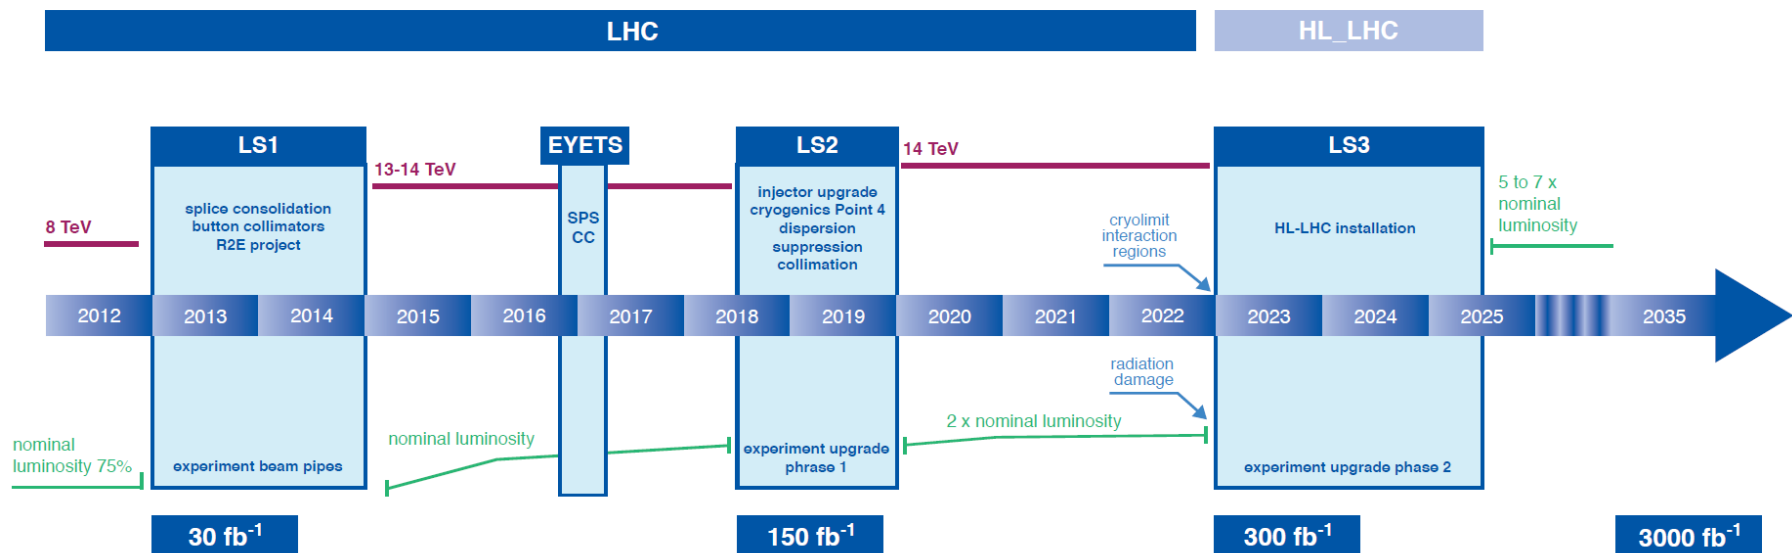 LHC
HL_LHC
LS1
EYETS
LS2
LS3
8 TeV
13-14 TeV
14 TeV
splice consolidation
button collimators
R2E project
SPS
CC
injector upgrade
cryogenics Point 4
dispersion
suppression
collimation
cryolimit
interaction
regions
HL-LHC installation
5 to 7 x
nominal
luminosity
2012
2013
2014
2015
2016
2017
2018
2019
2020
2021
2022
2023
2024
2025
2035
radiation
damage
nominal
luminosity 75%
experiment beam pipes
nominal luminosity
experiment upgrade
phrase 1
2 x nominal luminosity
experiment upgrade phase 2
30 fb⁻¹
150 fb⁻¹
300 fb⁻¹
3000 fb⁻¹